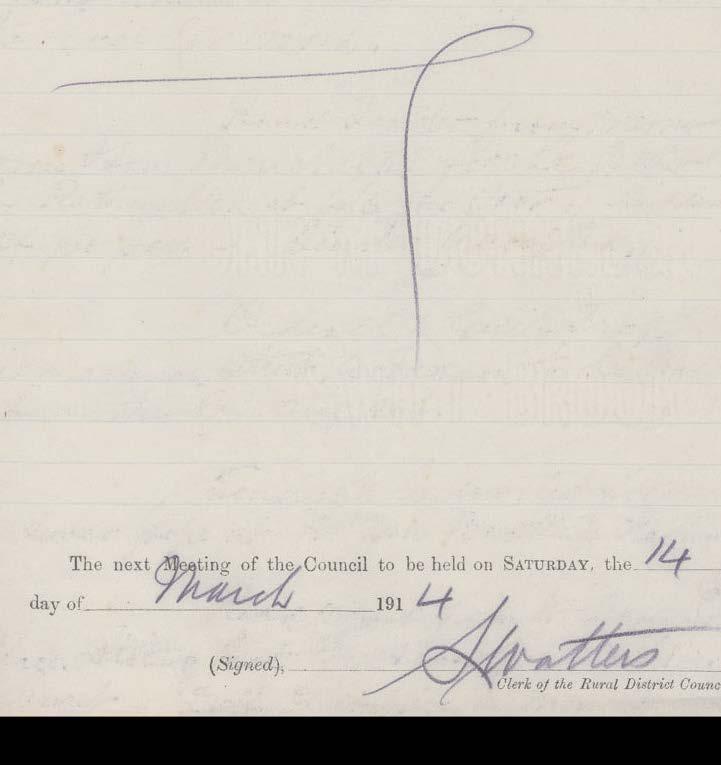 The next Meeting of the Council to be held on SATURDAY, the 14
day of March 1914
(Signed), S Watters
Clerk of the Rural District Counc